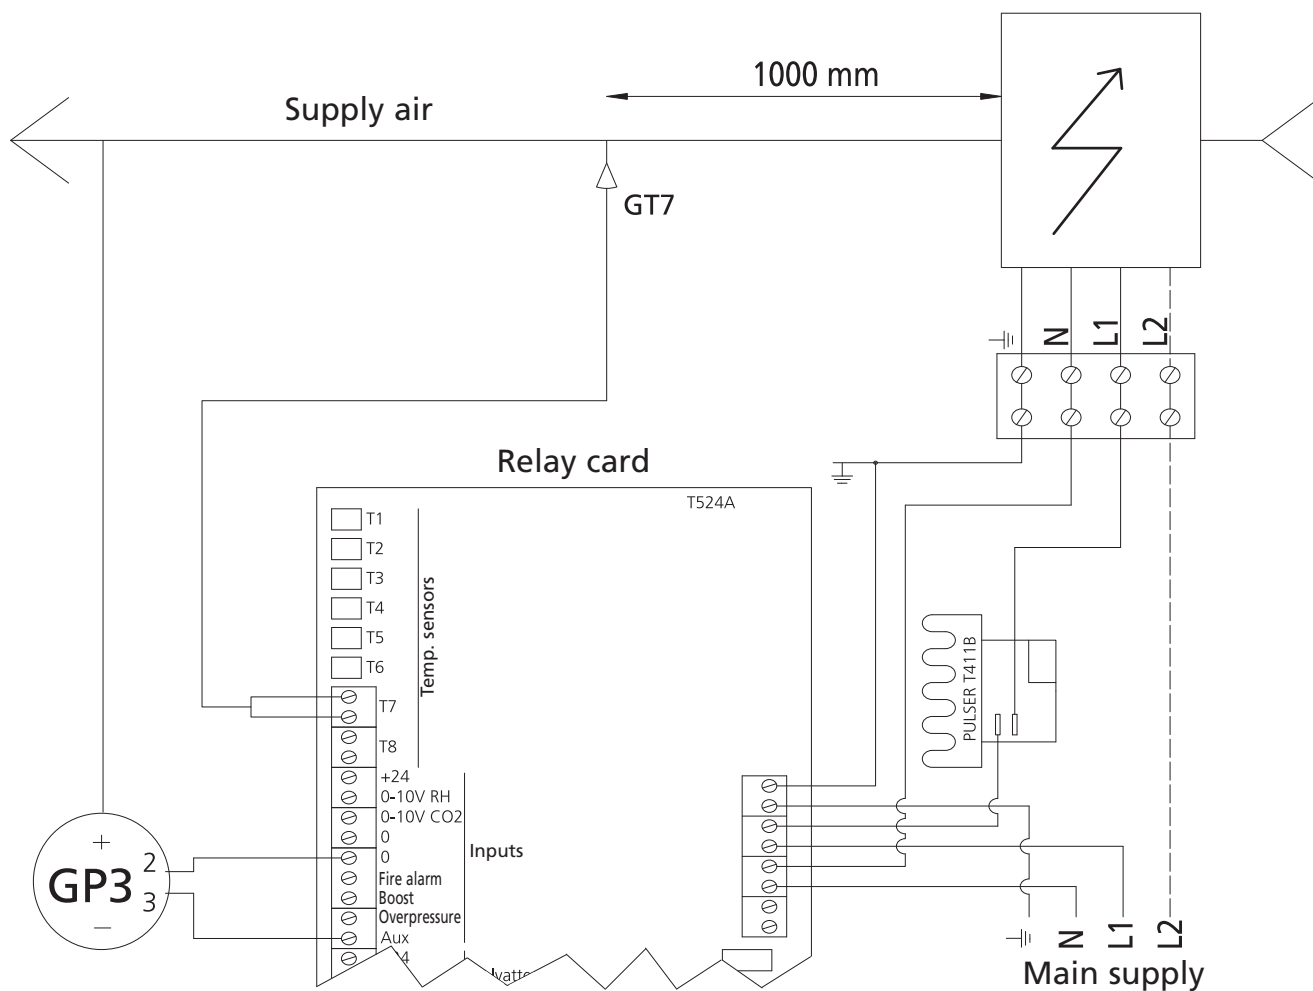 1000 mm
Supply air
GT7
N
L1
L2
Relay card
T524A
T1
T2
T3
T4
T5
T6
T7
T8
Temp. sensors
+24
0-10V RH
0-10V CO2
0
0
Fire alarm
Boost
Overpressure
Aux
Inputs
PULSER T411B
+
GP3
2
3
–
N
L1
L2
Main supply